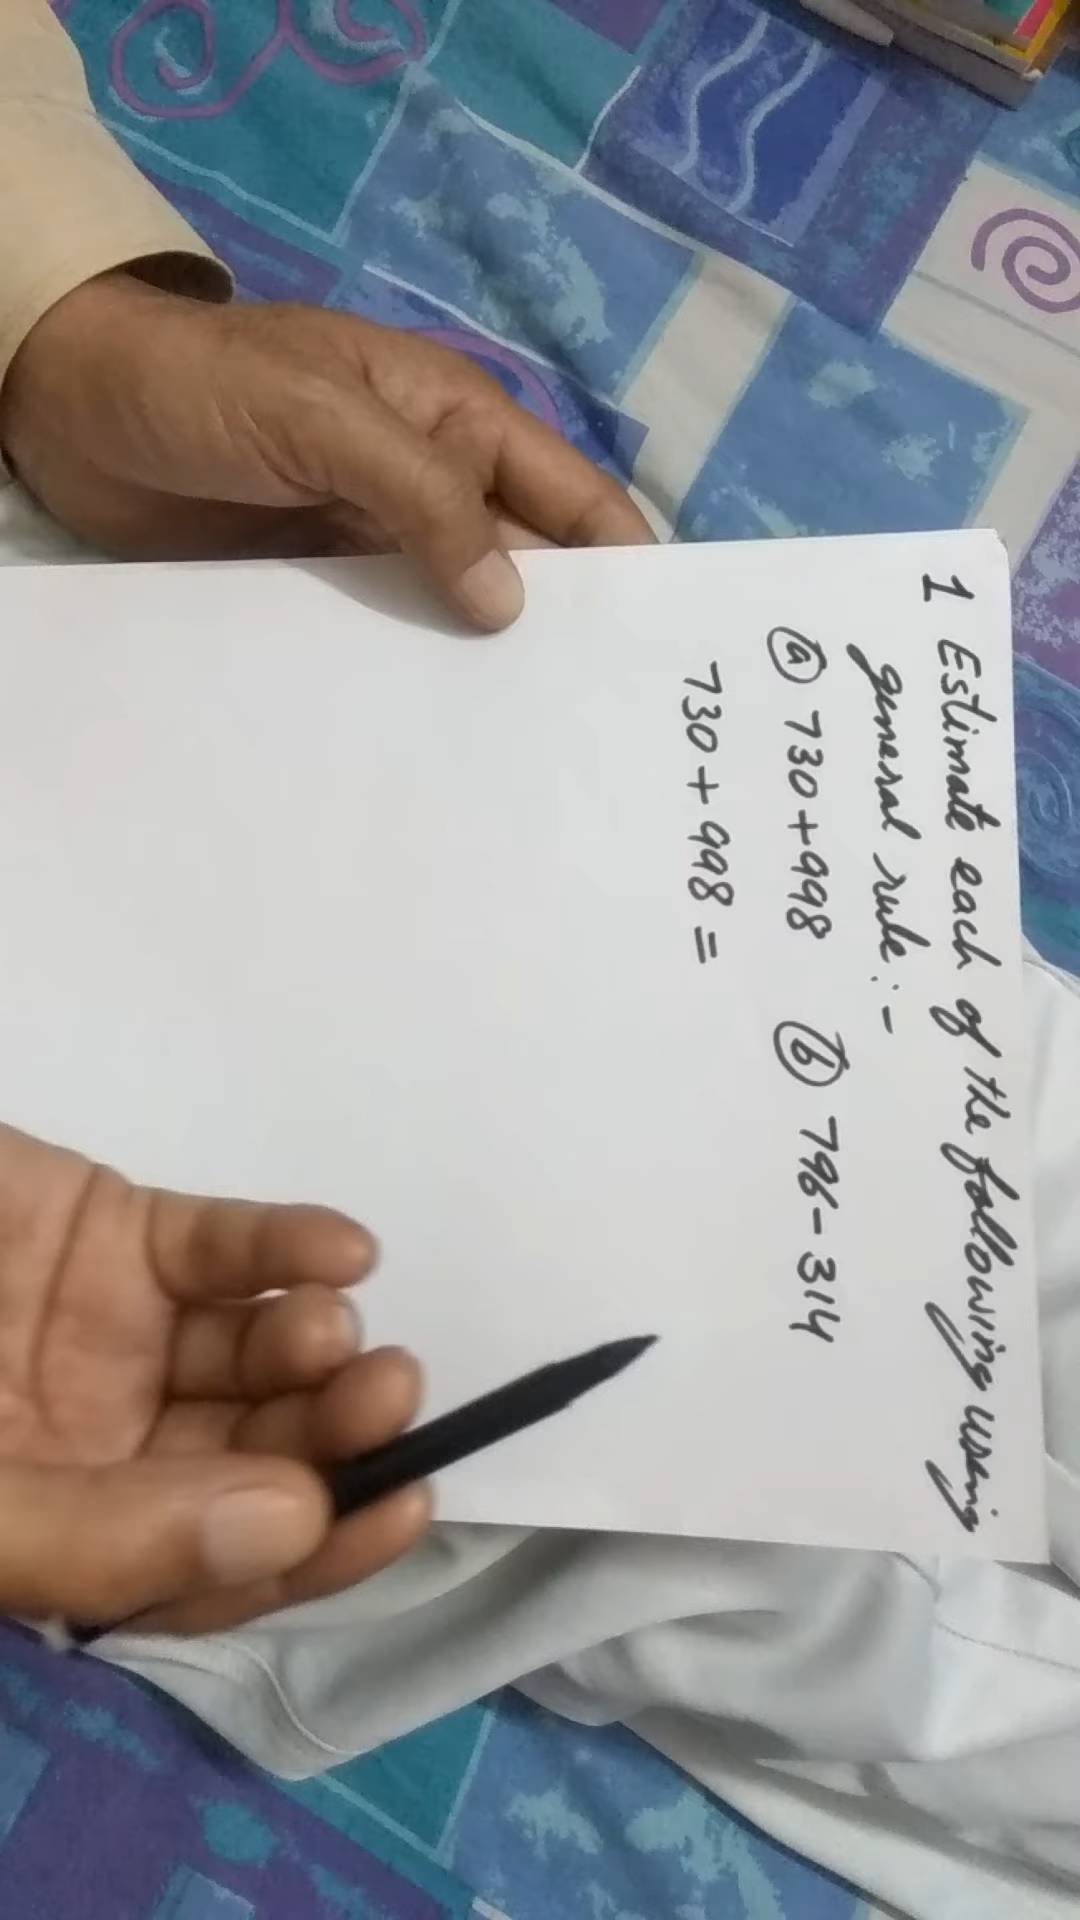 1 Estimate each of the following using
general rule:-
(a) 730+998 (b) 796-314
730+998=